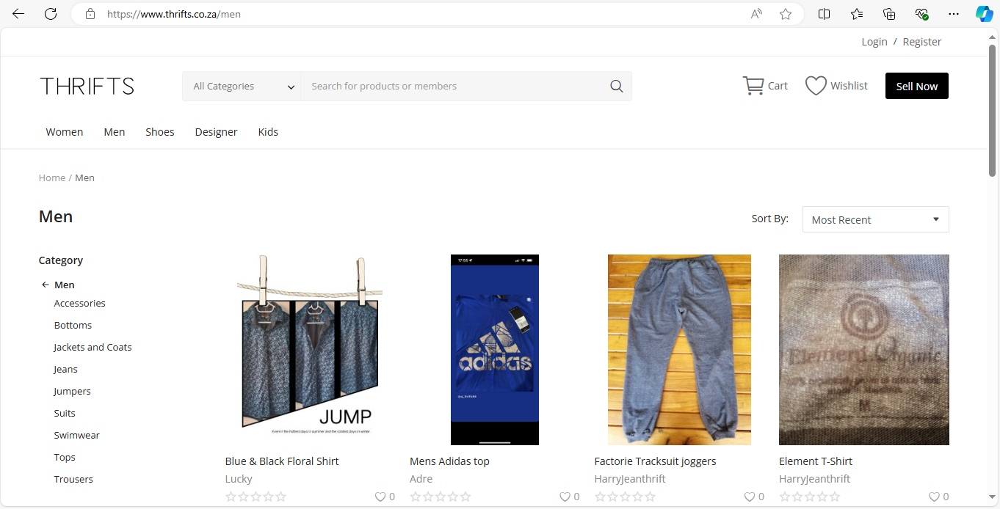 https://www.thrifts.co.za/men
Login / Register
THRIFTS
All Categories
Search for products or members
Cart
Wishlist
Sell Now
Women
Men
Shoes
Designer
Kids
Home / Men
Men
Sort By:
Most Recent
Category
Men
Accessories
Bottoms
Jackets and Coats
Jeans
Jumpers
Suits
Swimwear
Tops
Trousers
JUMP
Even in the hottest days in summer and the coldest days in winter
17:55
adidas
Organic
M
Blue & Black Floral Shirt
Lucky
0
Mens Adidas top
Adre
0
Factorie Tracksuit joggers
HarryJeanthrift
0
Element T-Shirt
HarryJeanthrift
0